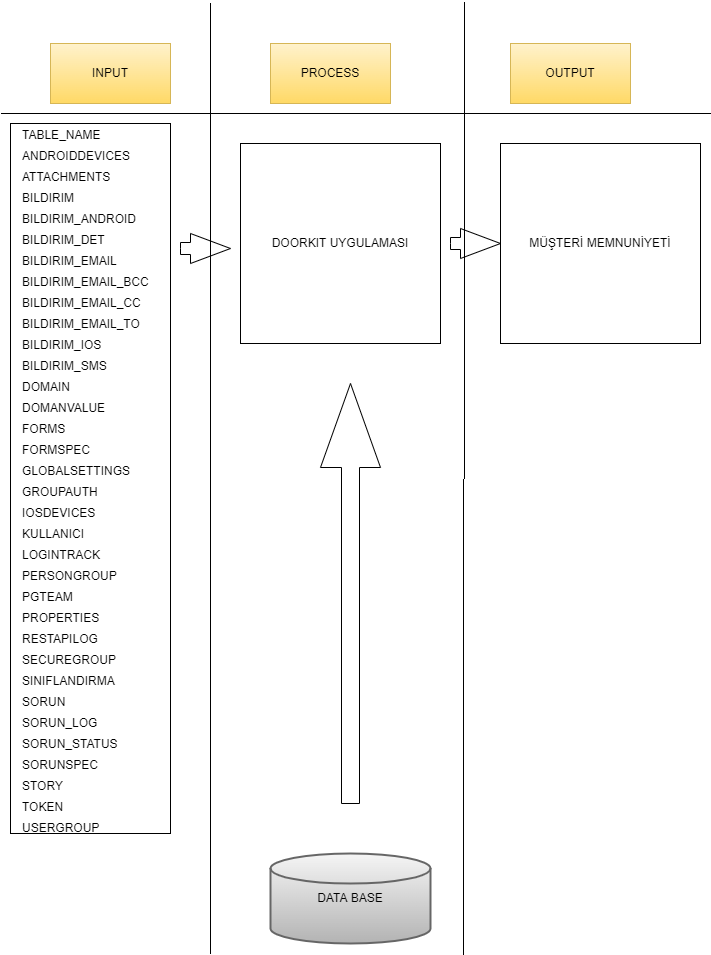 INPUT
PROCESS
OUTPUT
TABLE_NAME
ANDROIDDEVICES
ATTACHMENTS
BILDIRIM
BILDIRIM_ANDROID
BILDIRIM_DET
BILDIRIM_EMAIL
BILDIRIM_EMAIL_BCC
BILDIRIM_EMAIL_CC
BILDIRIM_EMAIL_TO
BILDIRIM_IOS
BILDIRIM_SMS
DOMAIN
DOMANVALUE
FORMS
FORMSPEC
GLOBALSETTINGS
GROUPAUTH
IOSDEVICES
KULLANICI
LOGINTRACK
PERSONGROUP
PGTEAM
PROPERTIES
RESTAPILOG
SECUREGROUP
SINIFLANDIRMA
SORUN
SORUN_LOG
SORUN_STATUS
SORUNSPEC
STORY
TOKEN
USERGROUP
DOORKIT UYGULAMASI
MÜŞTERİ MEMNUNİYETİ
DATA BASE